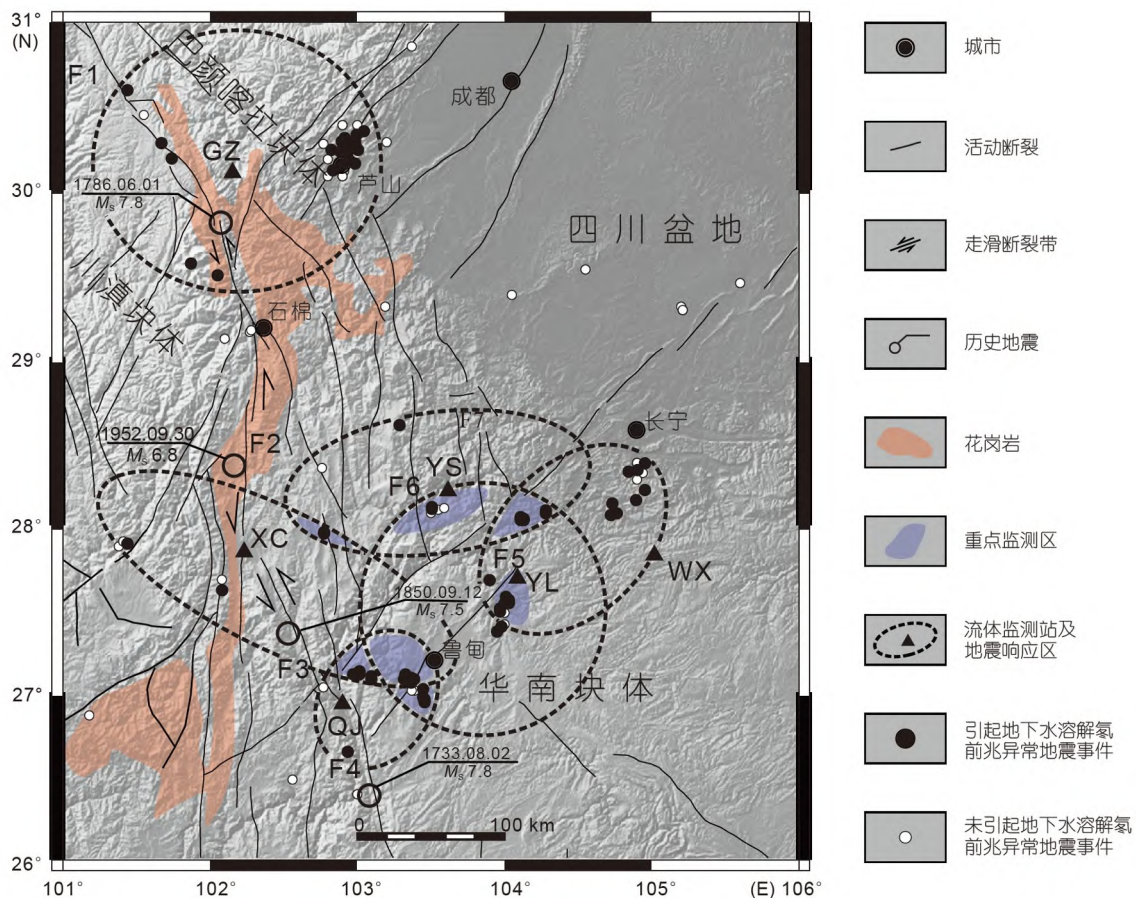 31°
(N)
30°
29°
28°
27°
26°
101°
102°
103°
104°
105°
(E) 106°
F1
巴颜喀拉块体
成都
GZ
芦山
1786.06.01
Mₛ 7.8
四川盆地
川滇块体
石棉
长宁
1952.09.30
Mₛ 6.8
F2
F7
YS
F6
XC
F5
YL
WX
1850.09.12
Mₛ 7.5
鲁甸
F3
华南块体
QJ
1733.08.02
F4
Mₛ 7.8
0
100 km
城市
活动断裂
走滑断裂带
历史地震
花岗岩
重点监测区
流体监测站及
地震响应区
引起地下水溶解氡
前兆异常地震事件
未引起地下水溶解氡
前兆异常地震事件